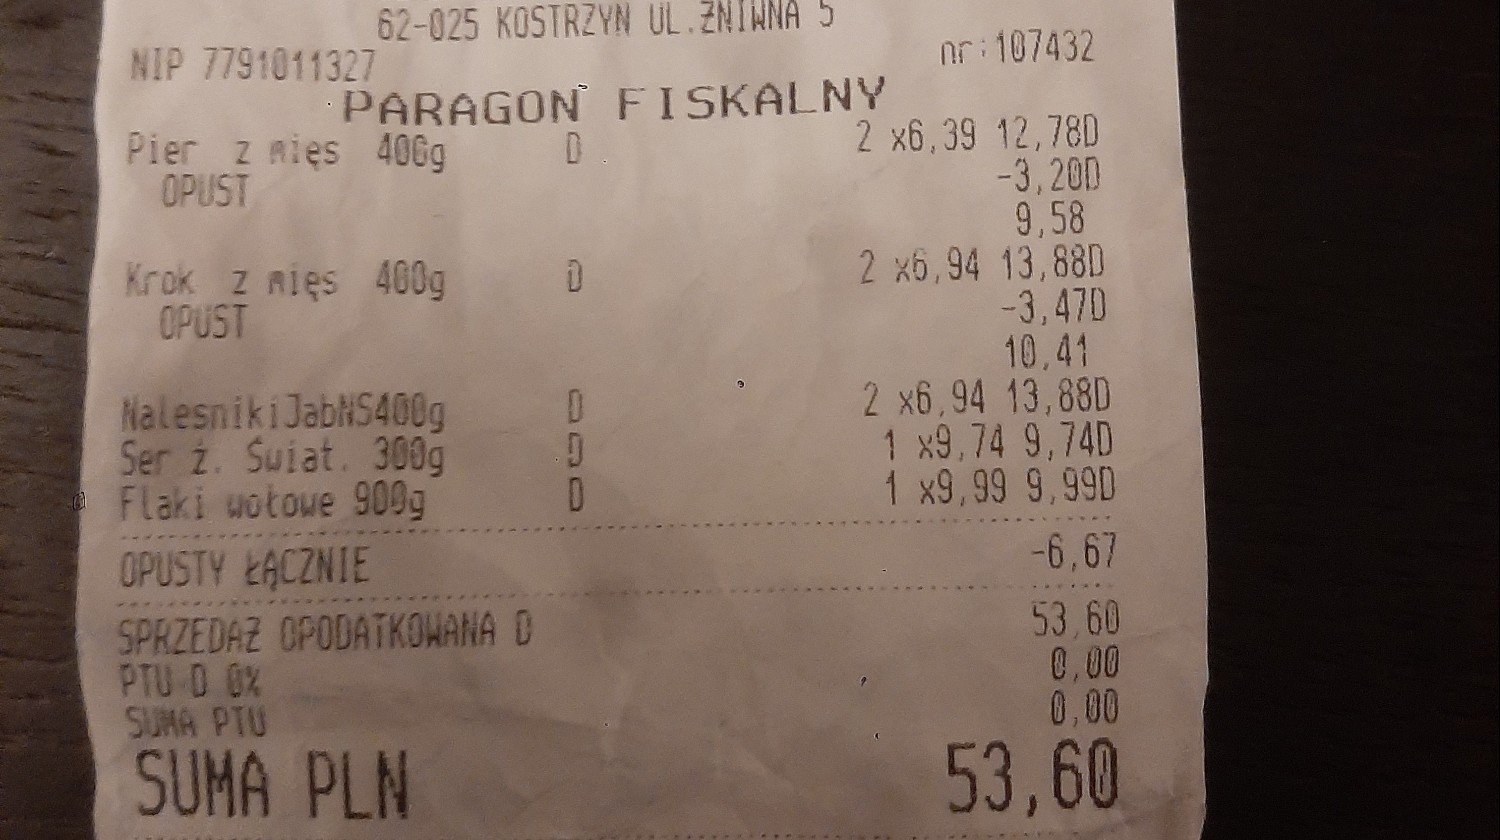 62-025 KOSTRZYN UL.ŻNIWNA 5
NIP 7791011327 nr:107432
PARAGON FISKALNY
Pier z mięs 400g D 2 x6,39 12,78D
OPUST -3,20D
9,58
Krok z mięs 400g D 2 x6,94 13,88D
OPUST -3,47D
10,41
NalesnikiJabNS400g D 2 x6,94 13,88D
Ser ż. Świat. 300g D 1 x9,74 9,74D
Flaki wołowe 900g D 1 x9,99 9,99D
OPUSTY ŁĄCZNIE -6,67
SPRZEDAŻ OPODATKOWANA D 53,60
PTU D 0% 0,00
SUMA PTU 0,00
SUMA PLN 53,60